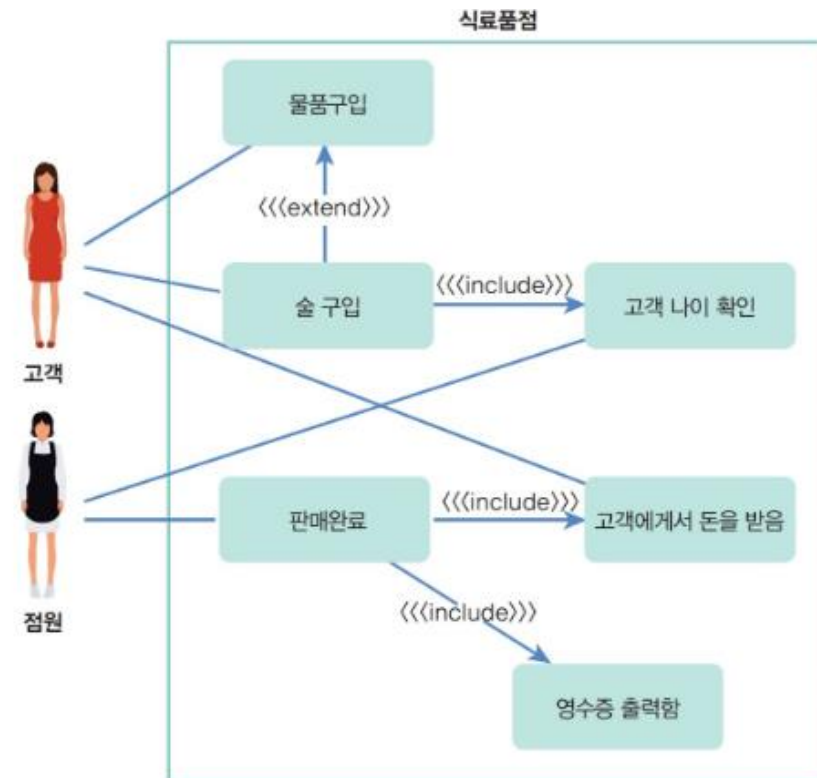 식료품점
물품구입
<<<extend>>>
술 구입
<<<include>>>
고객 나이 확인
고객
판매완료
<<<include>>>
고객에게서 돈을 받음
점원
<<<include>>>
영수증 출력함